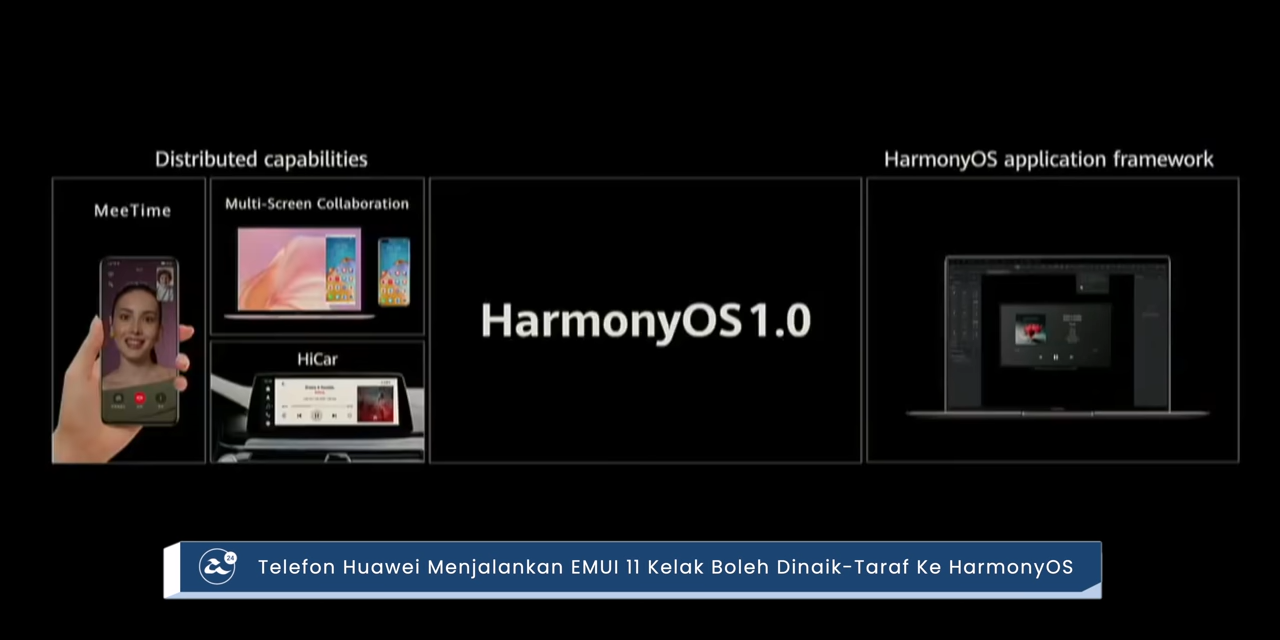 Distributed capabilities
HarmonyOS application framework
MeeTime
Multi-Screen Collaboration
HiCar
HarmonyOS 1.0
24
Telefon Huawei Menjalankan EMUI 11 Kelak Boleh Dinaik-Taraf Ke HarmonyOS